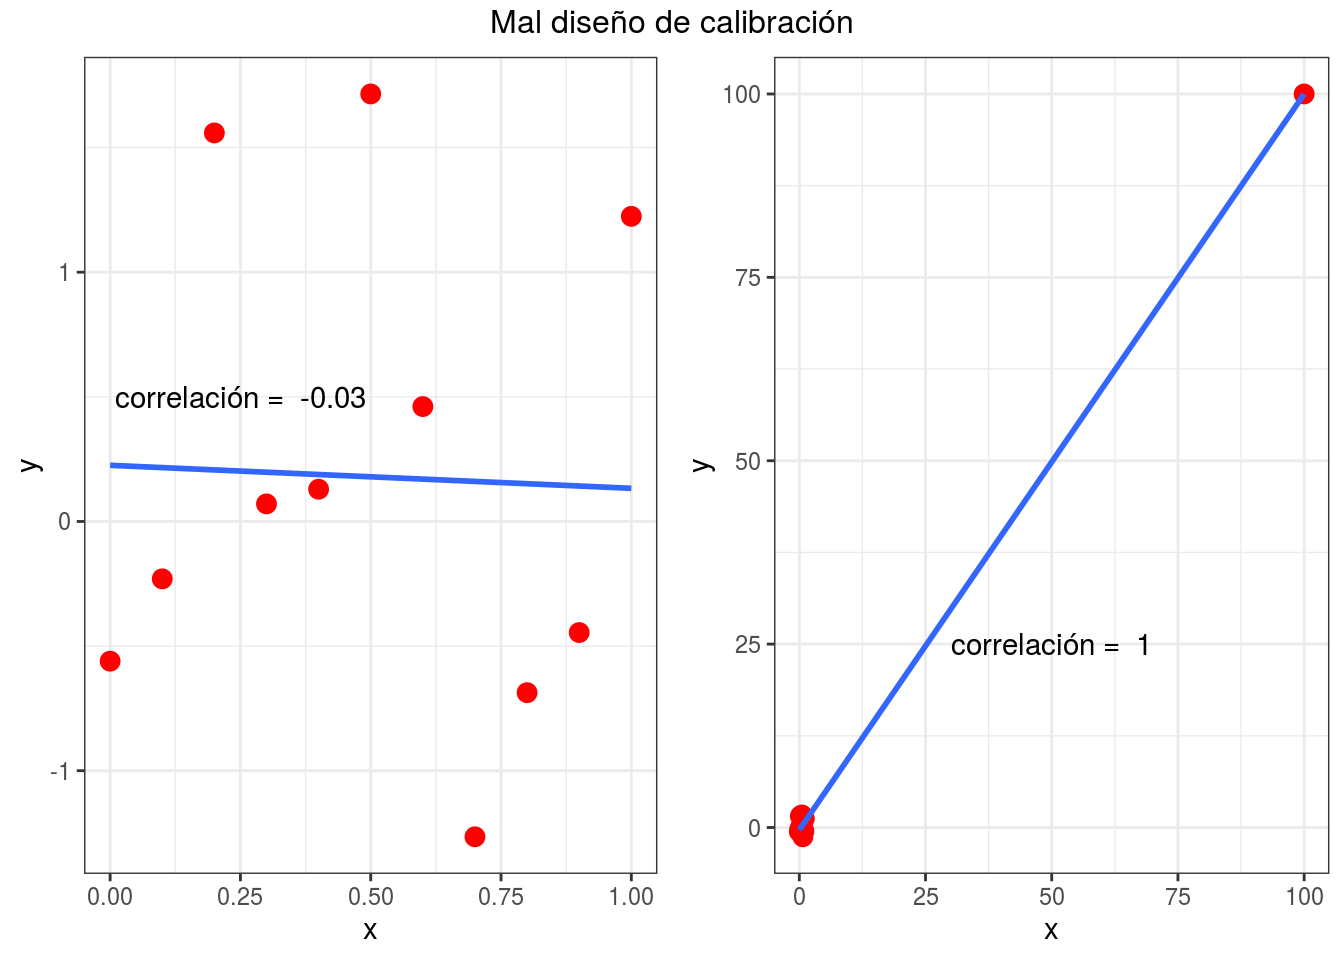 Mal diseño de calibración
1
0
-1
y
correlación = -0.03
0.00 0.25 0.50 0.75 1.00
x
100
75
50
25
0
y
correlación = 1
0 25 50 75 100
x